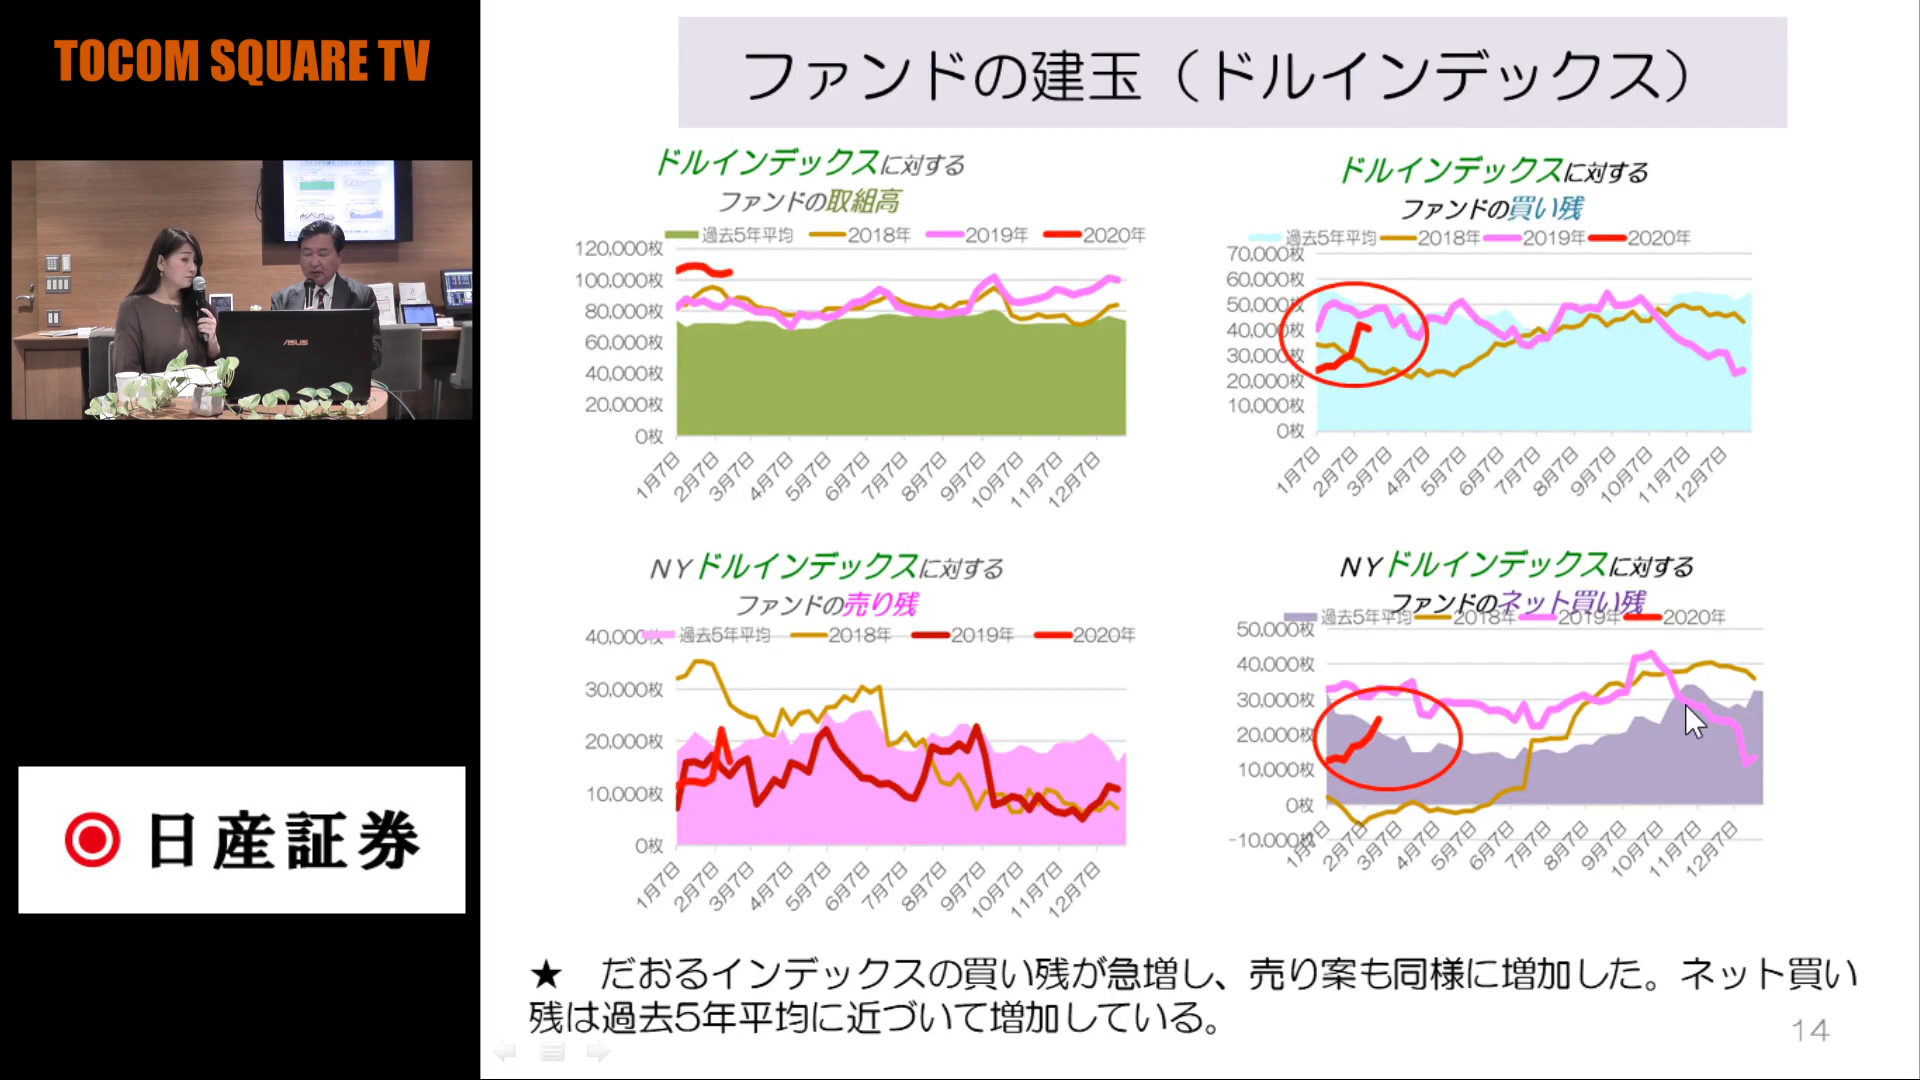 TOCOM SQUARE TV
ファンドの建玉（ドルインデックス）
ドルインデックスに対する
ファンドの取組高
過去5年平均 2018年 2019年 2020年
120,000枚
100,000枚
80,000枚
60,000枚
40,000枚
20,000枚
0枚
1月7日 2月7日 3月7日 4月7日 5月7日 6月7日 7月7日 8月7日 9月7日 10月7日 11月7日 12月7日
ドルインデックスに対する
ファンドの買い残
過去5年平均 2018年 2019年 2020年
70,000枚
60,000枚
50,000枚
40,000枚
30,000枚
20,000枚
10,000枚
0枚
1月7日 2月7日 3月7日 4月7日 5月7日 6月7日 7月7日 8月7日 9月7日 10月7日 11月7日 12月7日
ASUS
NYドルインデックスに対する
ファンドの売り残
過去5年平均 2018年 2019年 2020年
40,000枚
30,000枚
20,000枚
10,000枚
0枚
1月7日 2月7日 3月7日 4月7日 5月7日 6月7日 7月7日 8月7日 9月7日 10月7日 11月7日 12月7日
NYドルインデックスに対する
ファンドのネット買い残
過去5年平均 2018年 2019年 2020年
50,000枚
40,000枚
30,000枚
20,000枚
10,000枚
0枚
-10,000枚
1月7日 2月7日 3月7日 4月7日 5月7日 6月7日 7月7日 8月7日 9月7日 10月7日 11月7日 12月7日
日産証券
★ だおるインデックスの買い残が急増し、売り案も同様に増加した。ネット買い
残は過去5年平均に近づいて増加している。
14